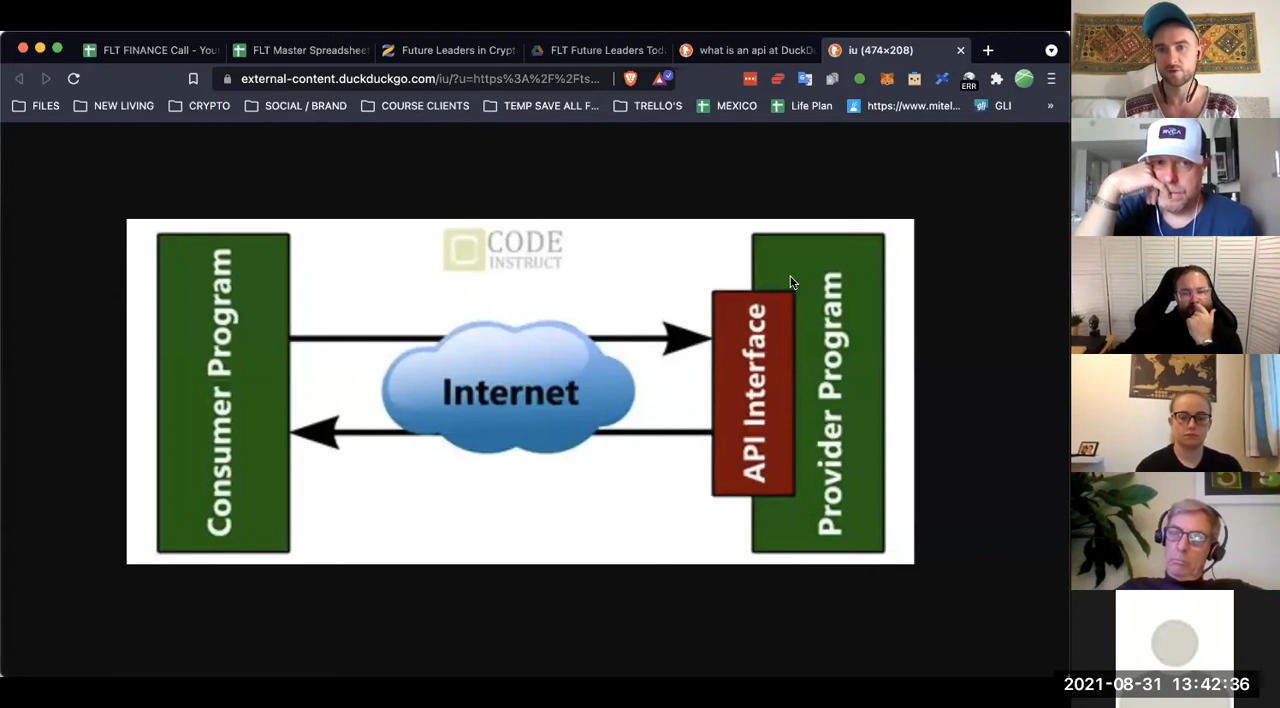 FLT FINANCE Call - You
FLT Master Spreadshee
Future Leaders in Crypt
FLT Future Leaders Tod
what is an api at DuckD
iu (474×208)
external-content.duckduckgo.com/iu/?u=https%3A%2F%2Fts...
ERR
FILES
NEW LIVING
CRYPTO
SOCIAL / BRAND
COURSE CLIENTS
TEMP SAVE ALL F...
TRELLO'S
MEXICO
Life Plan
https://www.mitel...
GLI
CODE
INSTRUCT
Consumer Program
Internet
API Interface
Provider Program
RVCA
2021-08-31 13:42:36